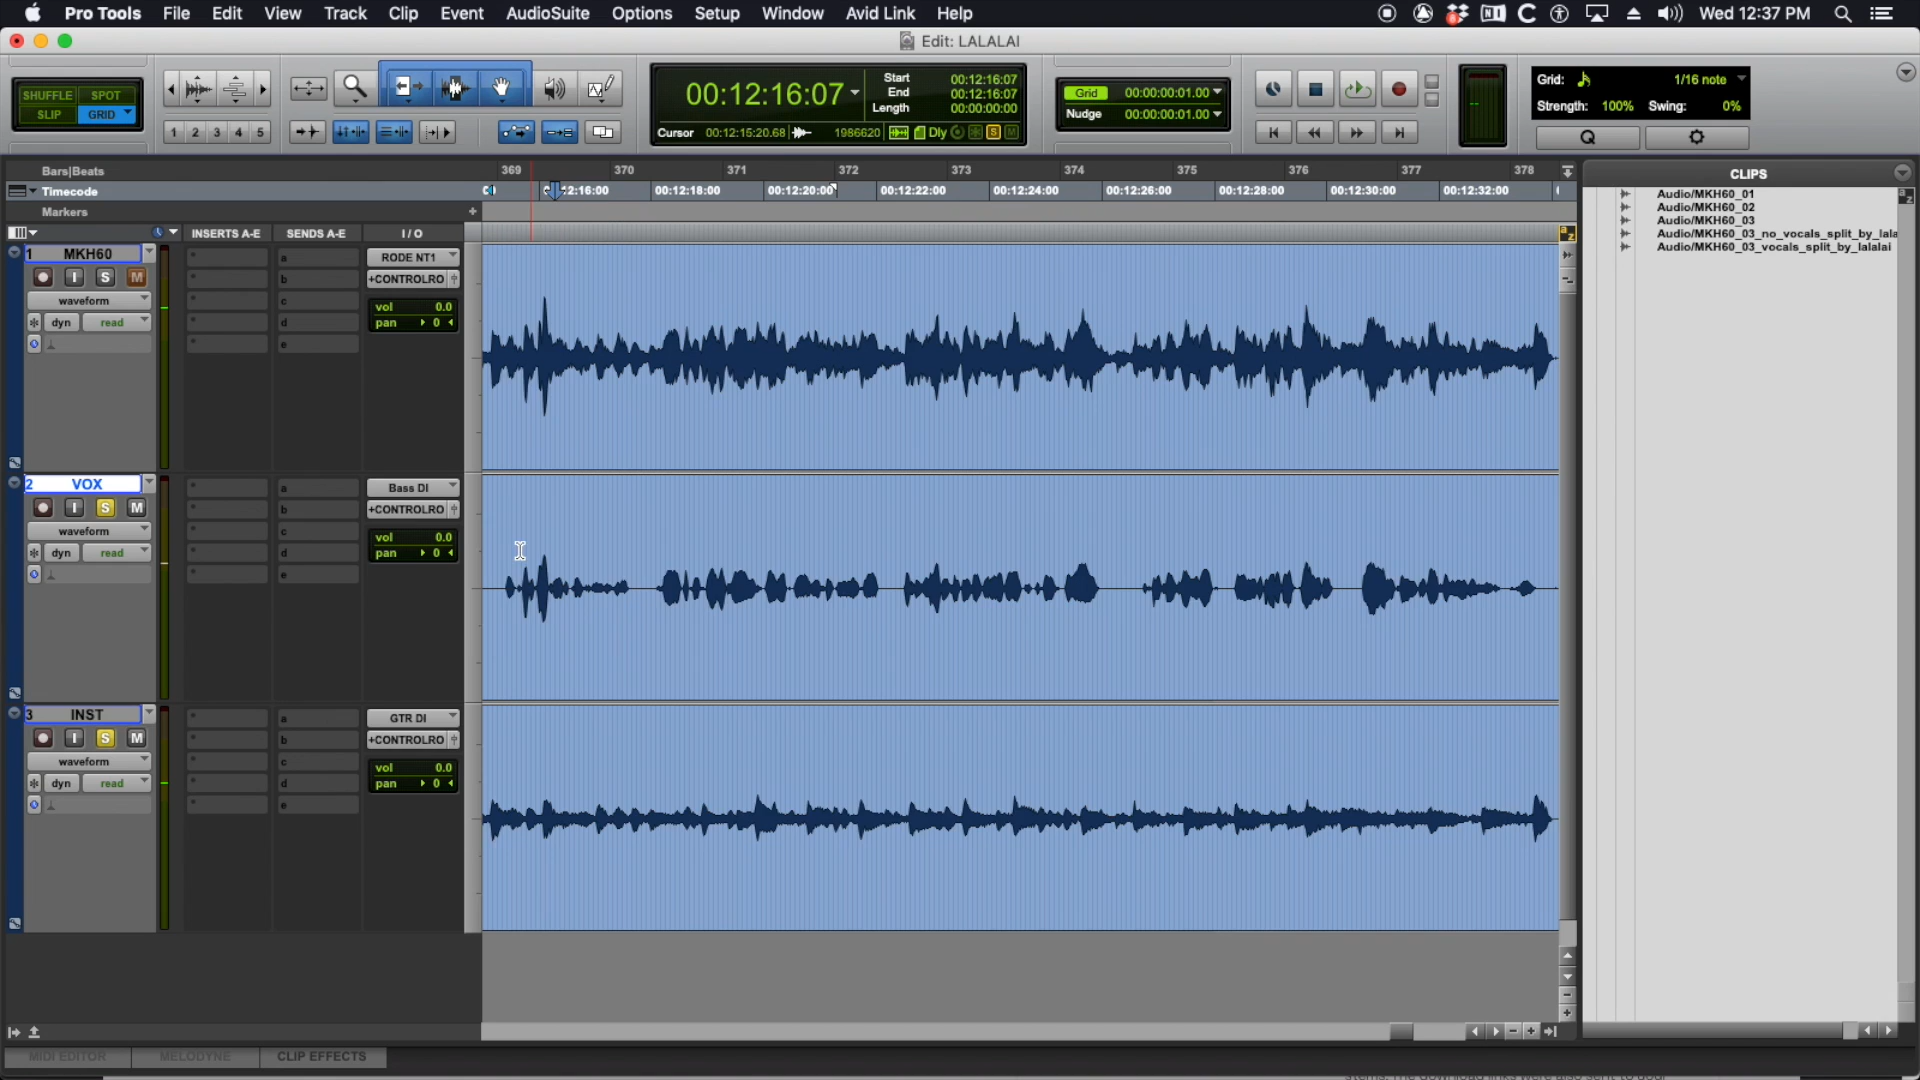 Pro Tools File Edit View Track Clip Event AudioSuite Options Setup Window Avid Link Help Wed 12:37 PM
Edit: LALALAI
SHUFFLE SPOT
SLIP GRID
1 2 3 4 5
00:12:16:07
Start 00:12:16:07
End 00:12:16:07
Length 00:00:00:00
Cursor 00:12:15:20.68 1986620 Dly S M
Grid 00:00:00:01.00
Nudge 00:00:00:01.00
Grid: 1/16 note
Strength: 100% Swing: 0%
Q
Bars|Beats 369 370 371 372 373 374 375 376 377 378
Timecode 12:16:00 00:12:18:00 00:12:20:00 00:12:22:00 00:12:24:00 00:12:26:00 00:12:28:00 00:12:30:00 00:12:32:00
Markers
INSERTS A-E SENDS A-E I / O
1 MKH60
I S M
waveform
dyn read
a
b
c
d
e
RODE NT1
+CONTROLRO
vol 0.0
pan 0
2 VOX
I S M
waveform
dyn read
a
b
c
d
e
Bass DI
+CONTROLRO
vol 0.0
pan 0
3 INST
I S M
waveform
dyn read
a
b
c
d
e
GTR DI
+CONTROLRO
vol 0.0
pan 0
CLIPS
Audio/MKH60_01
Audio/MKH60_02
Audio/MKH60_03
Audio/MKH60_03_no_vocals_split_by_lala
Audio/MKH60_03_vocals_split_by_lalalai
MIDI EDITOR MELODYNE CLIP EFFECTS